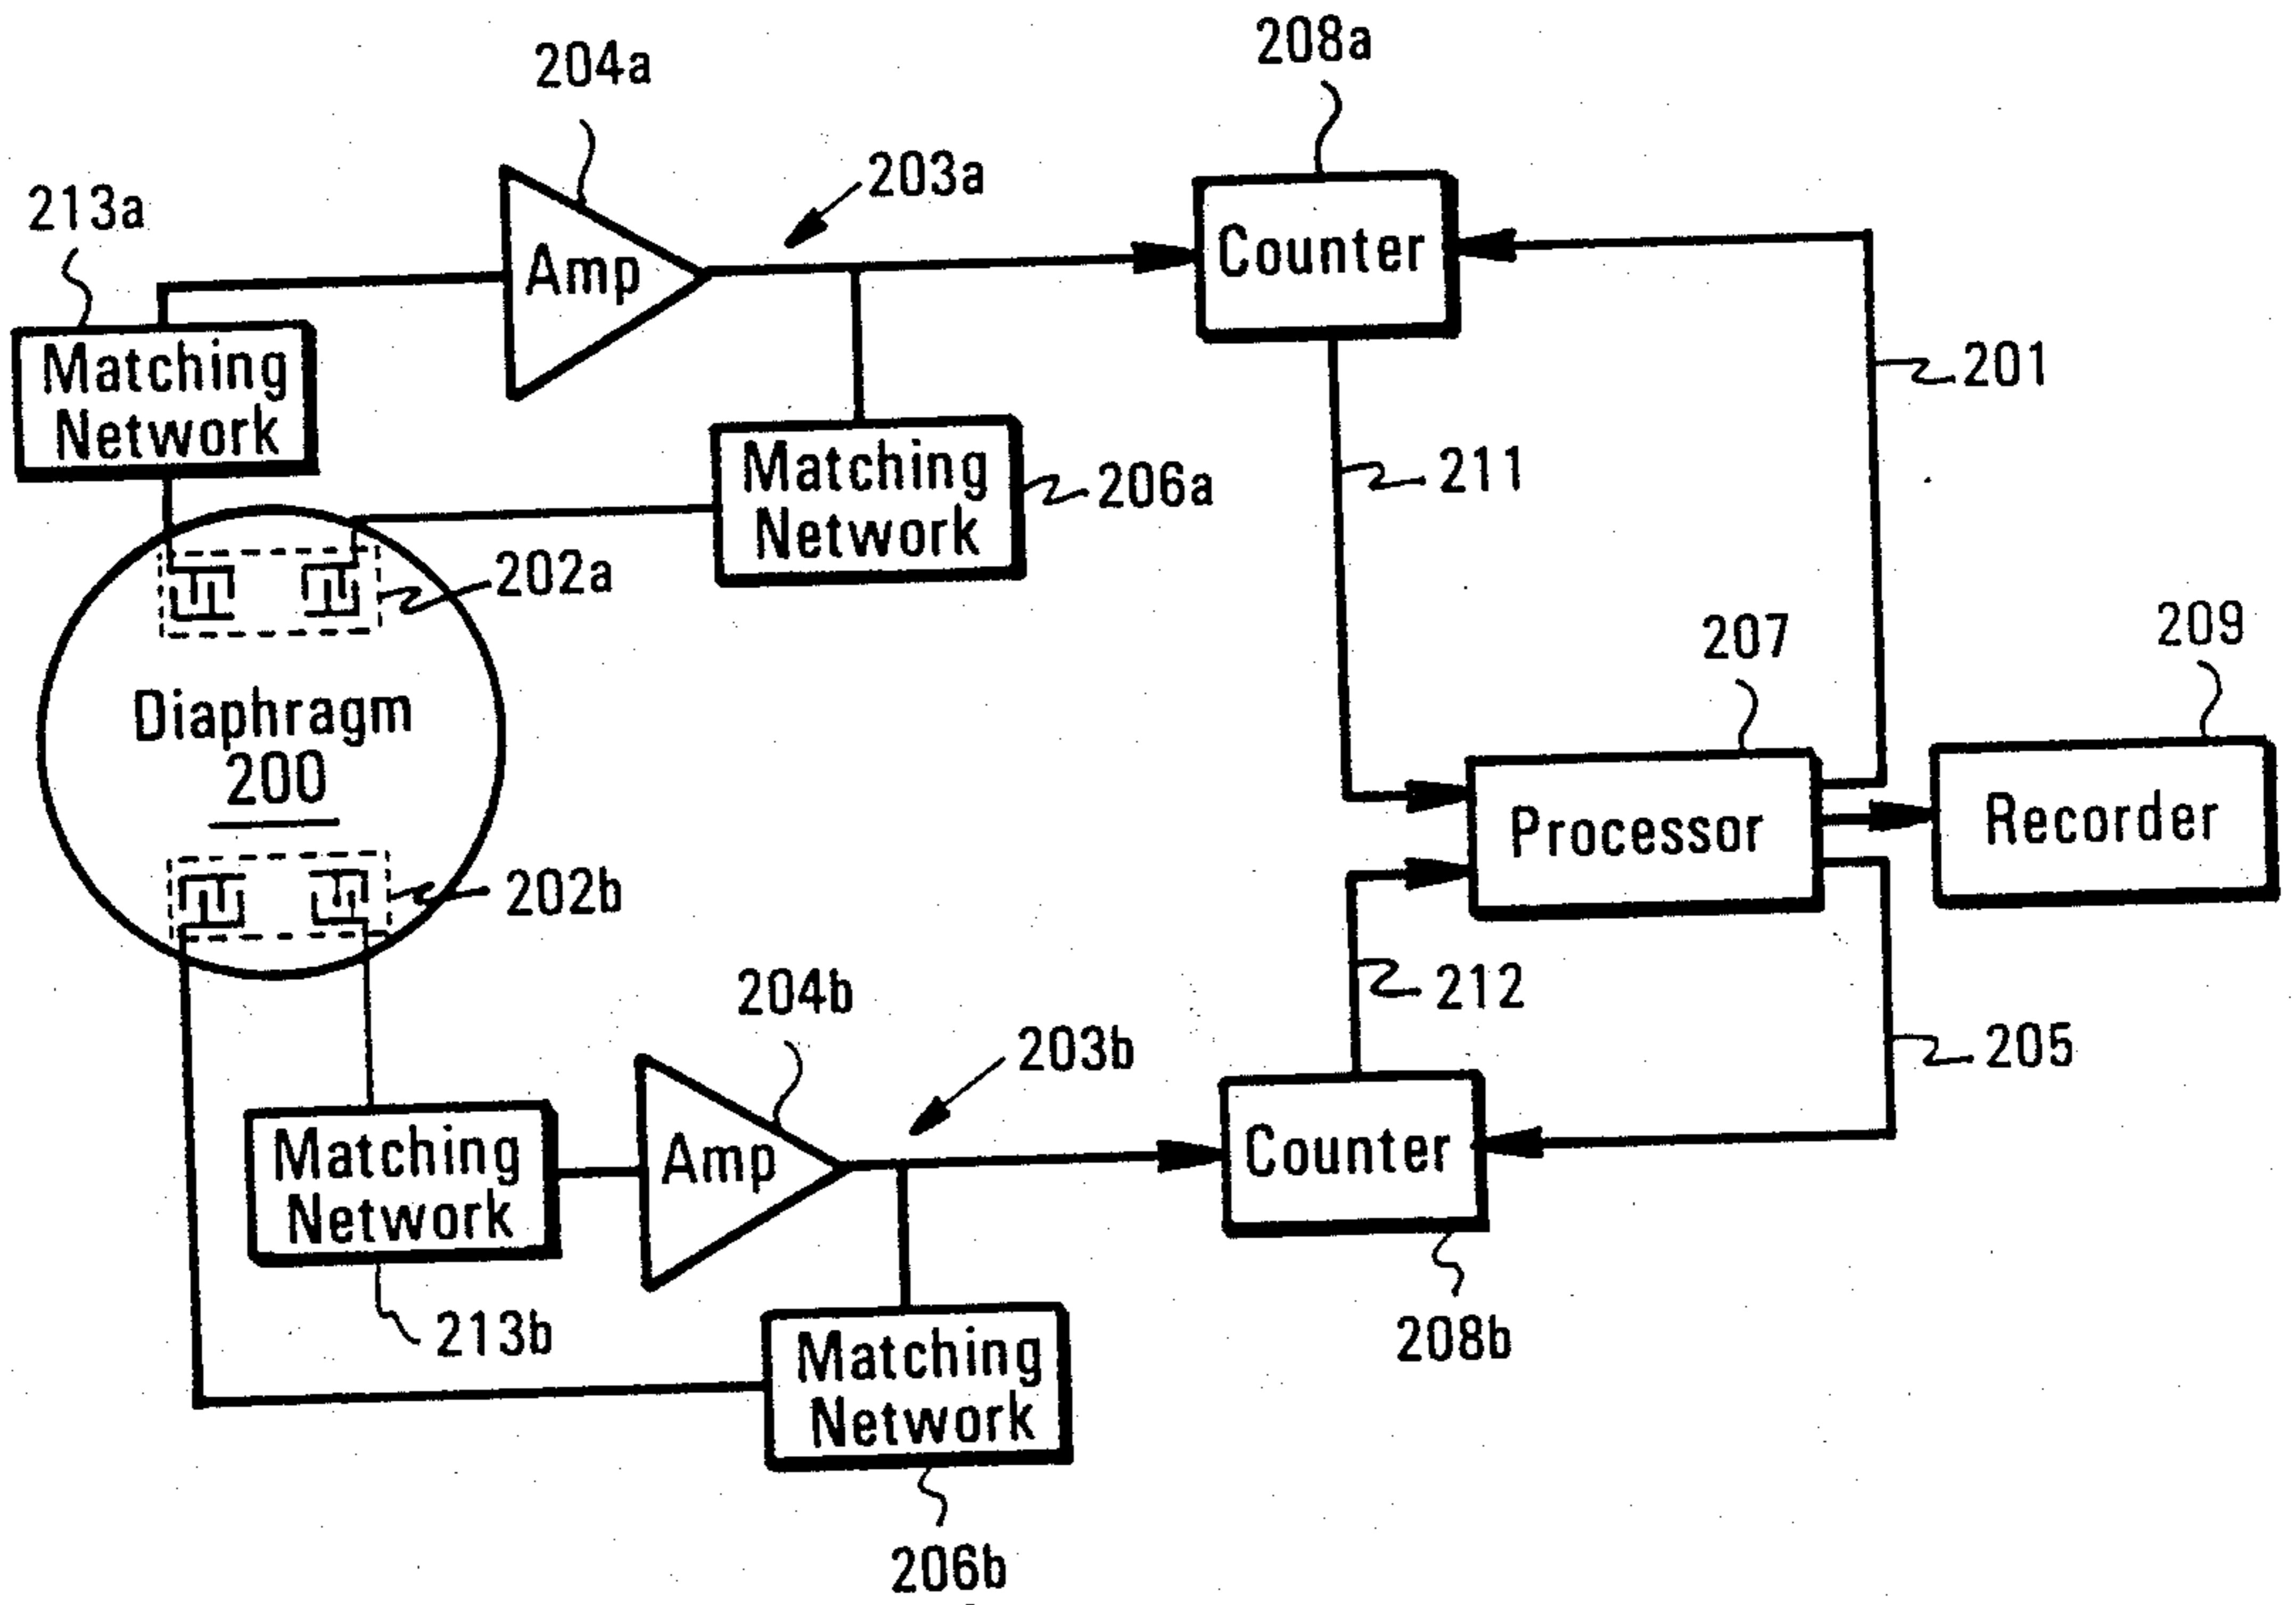 208a
204a
203a
213a
Counter
Amp
Matching
Network
201
Matching
Network
211
206a
202a
207
209
Diaphragm
200
Processor
Recorder
202b
212
204b
203b
205
Matching
Network
Amp
Counter
213b
208b
Matching
Network
206b